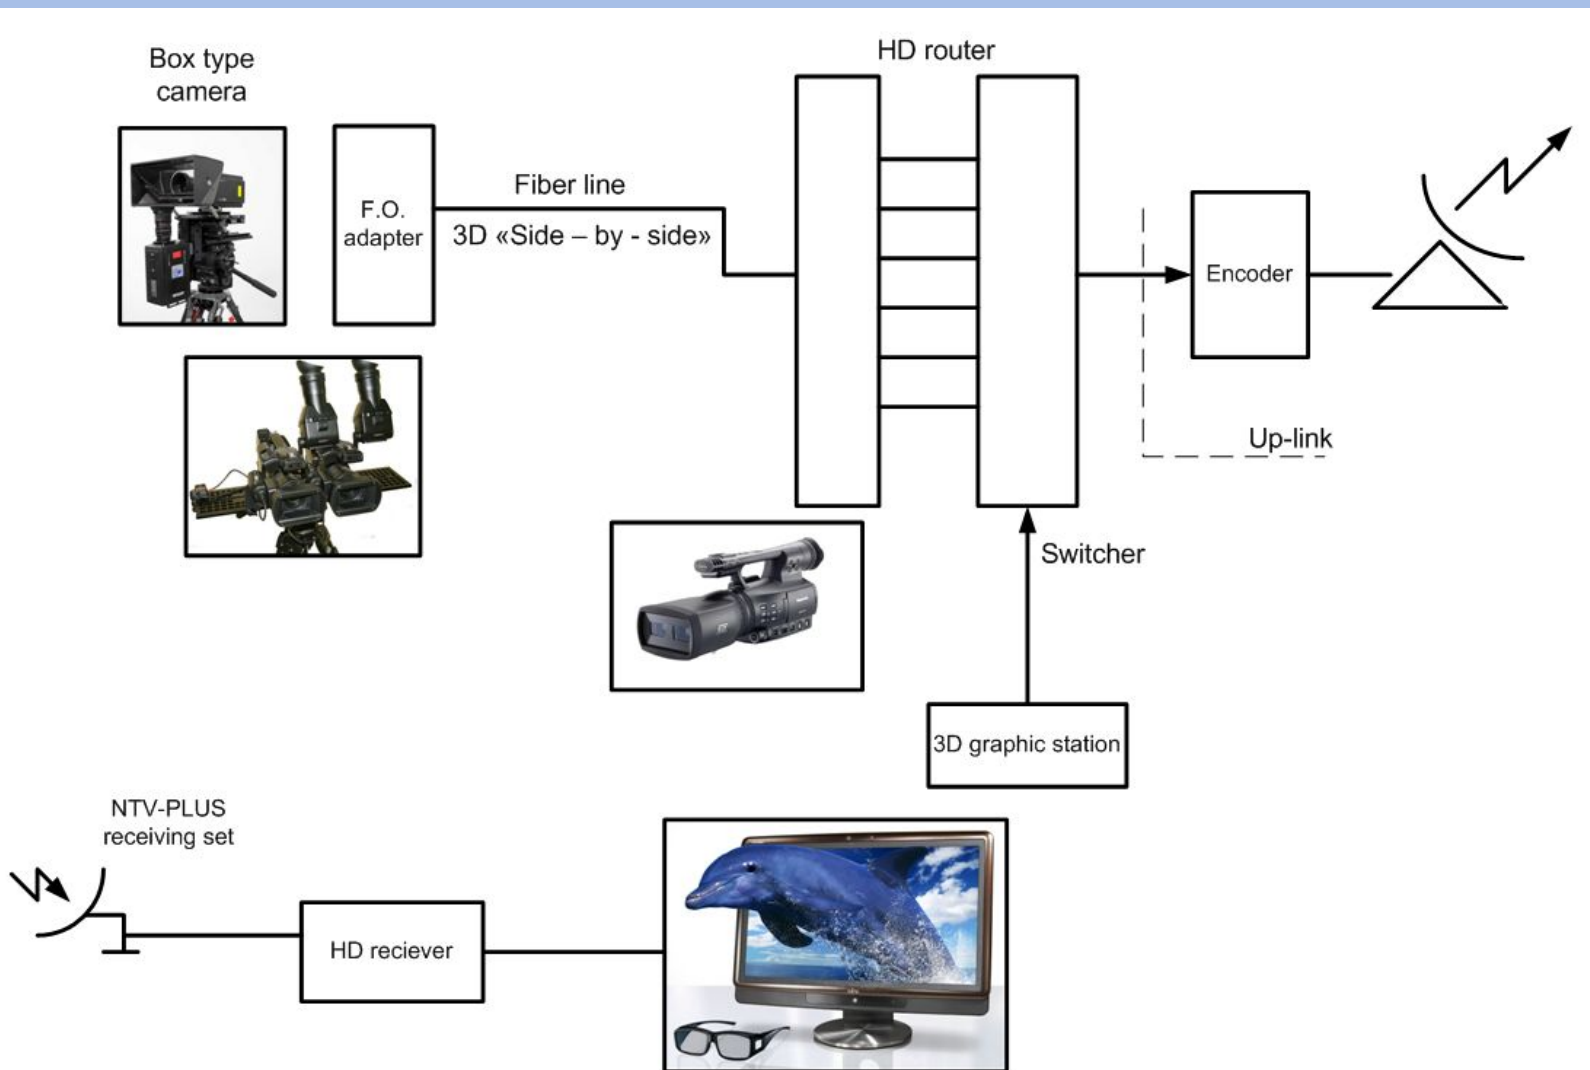 Box type
camera
HD router
F.O.
adapter
Fiber line
3D «Side – by - side»
Encoder
Up-link
Switcher
3D graphic station
NTV-PLUS
receiving set
HD reciever